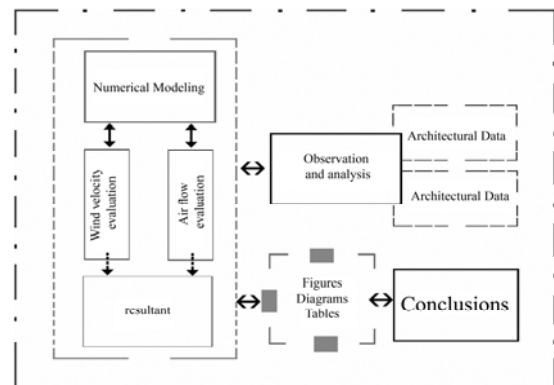 Numerical Modeling
Wind velocity
evaluation
Air flow
evaluation
resultant
Observation
and analysis
Architectural Data
Architectural Data
Figures
Diagrams
Tables
Conclusions